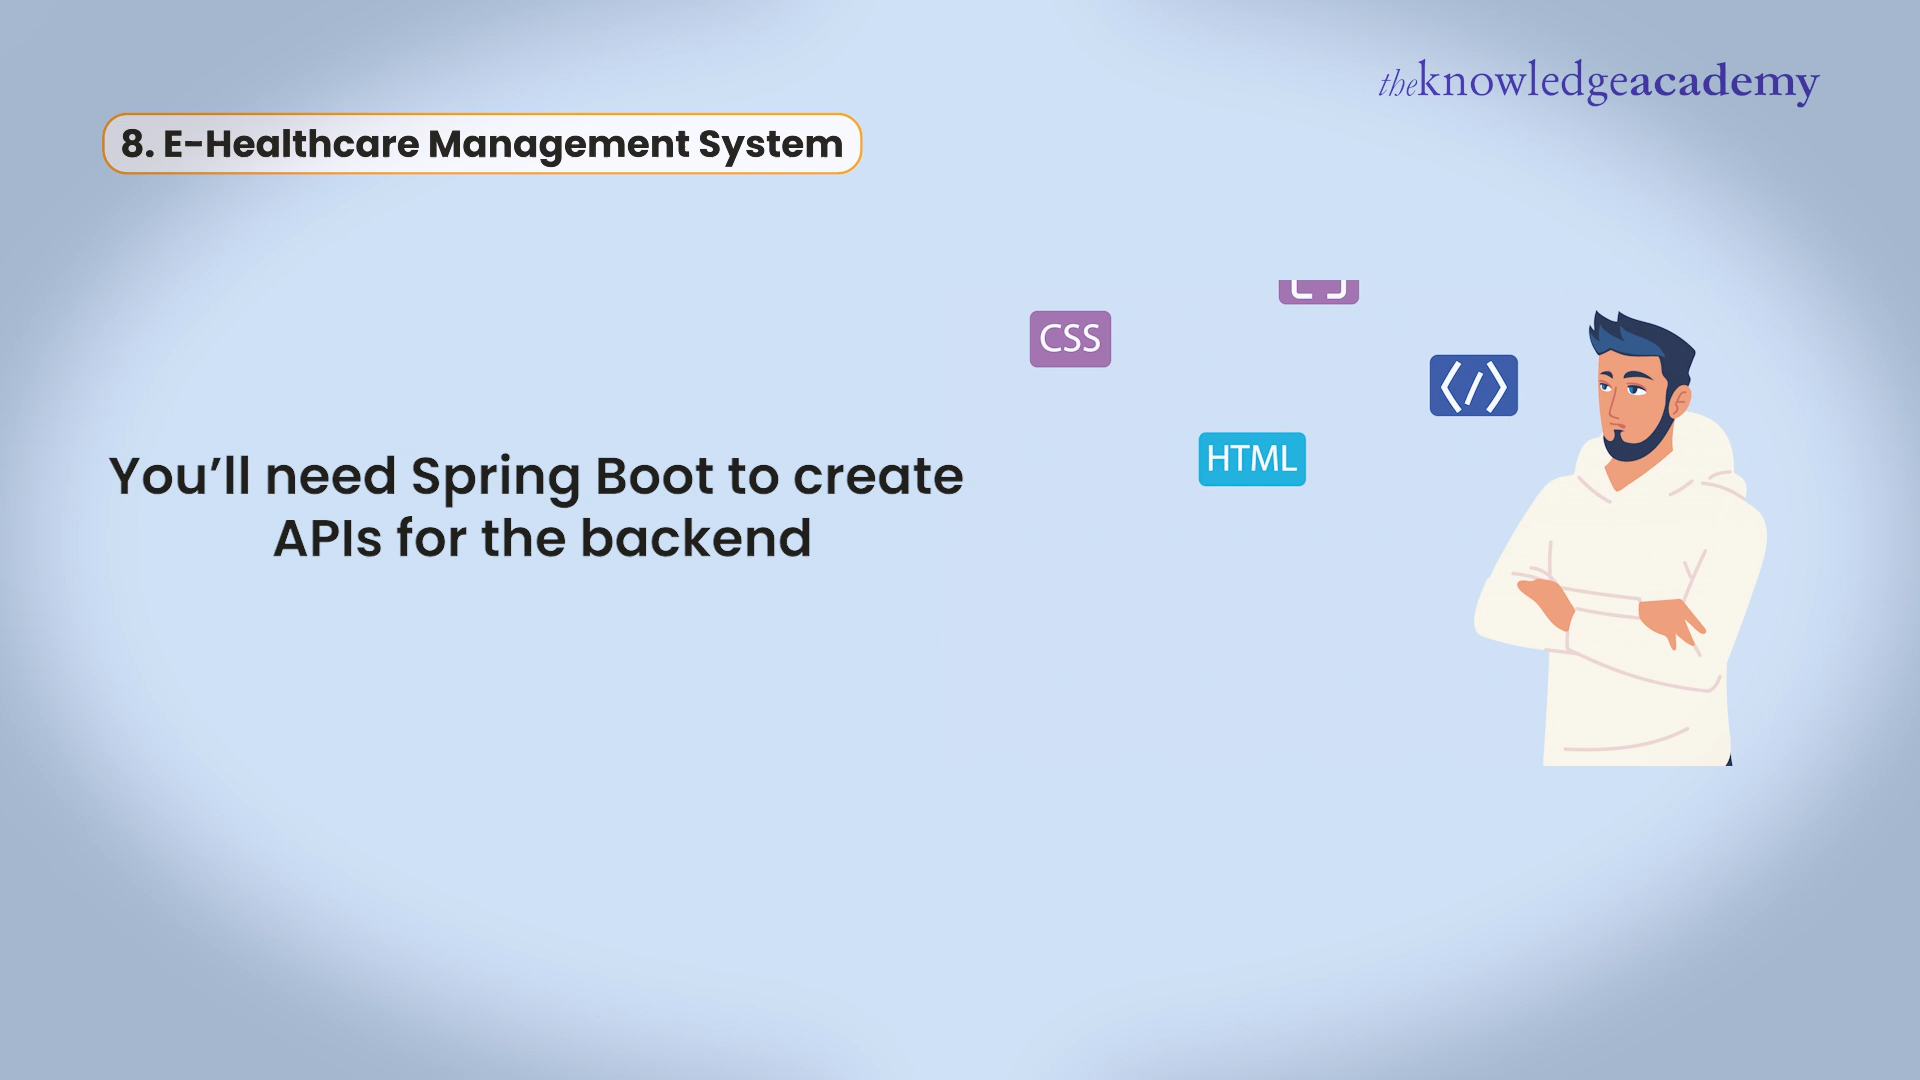 theknowledgeacademy
8. E-Healthcare Management System
CSS
[ ]
</>
HTML
You’ll need Spring Boot to create
APIs for the backend